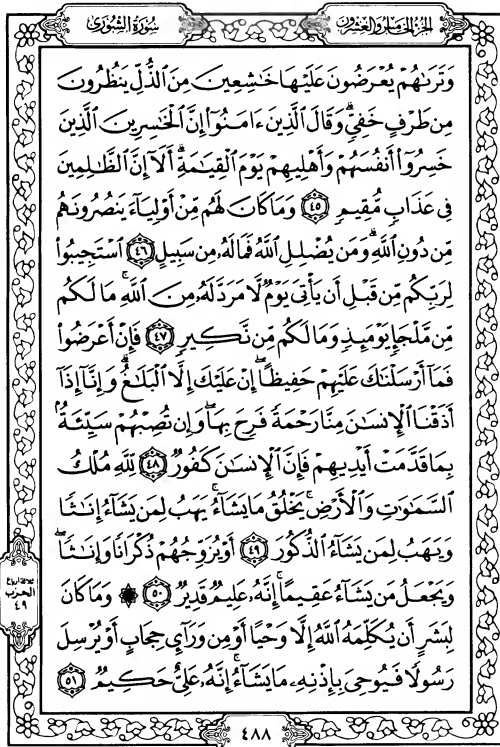 الجزء الخامس والعشرون
سورة الشورى
وَتَرَىٰهُمْ يُعْرَضُونَ عَلَيْهَا خَٰشِعِينَ مِنَ ٱلذُّلِّ يَنظُرُونَ
مِن طَرْفٍ خَفِيٍّۗ وَقَالَ ٱلَّذِينَ ءَامَنُوٓا۟ إِنَّ ٱلْخَٰسِرِينَ ٱلَّذِينَ
خَسِرُوٓا۟ أَنفُسَهُمْ وَأَهْلِيهِمْ يَوْمَ ٱلْقِيَٰمَةِۗ أَلَآ إِنَّ ٱلظَّٰلِمِينَ
فِى عَذَابٍ مُّقِيمٍ ٤٥ وَمَا كَانَ لَهُم مِّنْ أَوْلِيَآءَ يَنصُرُونَهُم
مِّن دُونِ ٱللَّهِۗ وَمَن يُضْلِلِ ٱللَّهُ فَمَا لَهُۥ مِن سَبِيلٍ ٤٦ ٱسْتَجِيبُوا۟
لِرَبِّكُم مِّن قَبْلِ أَن يَأْتِىَ يَوْمٌ لَّا مَرَدَّ لَهُۥ مِنَ ٱللَّهِۚ مَا لَكُم
مِّن مَّلْجَإٍ يَوْمَئِذٍ وَمَا لَكُم مِّن نَّكِيرٍ ٤٧ فَإِنْ أَعْرَضُوا۟
فَمَآ أَرْسَلْنَٰكَ عَلَيْهِمْ حَفِيظًاۖ إِنْ عَلَيْكَ إِلَّا ٱلْبَلَٰغُۗ وَإِنَّآ إِذَآ
أَذَقْنَا ٱلْإِنسَٰنَ مِنَّا رَحْمَةً فَرِحَ بِهَاۖ وَإِن تُصِبْهُمْ سَيِّئَةٌۢ
بِمَا قَدَّمَتْ أَيْدِيهِمْ فَإِنَّ ٱلْإِنسَٰنَ كَفُورٌ ٤٨ لِّلَّهِ مُلْكُ
ٱلسَّمَٰوَٰتِ وَٱلْأَرْضِۚ يَخْلُقُ مَا يَشَآءُۚ يَهَبُ لِمَن يَشَآءُ إِنَٰثًا
وَيَهَبُ لِمَن يَشَآءُ ٱلذُّكُورَ ٤٩ أَوْ يُزَوِّجُهُمْ ذُكْرَانًا وَإِنَٰثًاۖ
وَيَجْعَلُ مَن يَشَآءُ عَقِيمًاۚ إِنَّهُۥ عَلِيمٌ قَدِيرٌ ٥٠ ۞ وَمَا كَانَ
لِبَشَرٍ أَن يُكَلِّمَهُ ٱللَّهُ إِلَّا وَحْيًا أَوْ مِن وَرَآئِ حِجَابٍ أَوْ يُرْسِلَ
رَسُولًا فَيُوحِىَ بِإِذْنِهِۦ مَا يَشَآءُۚ إِنَّهُۥ عَلِىٌّ حَكِيمٌ ٥١
ثلاثة أرباع
الحزب
٤٩
٤٨٨